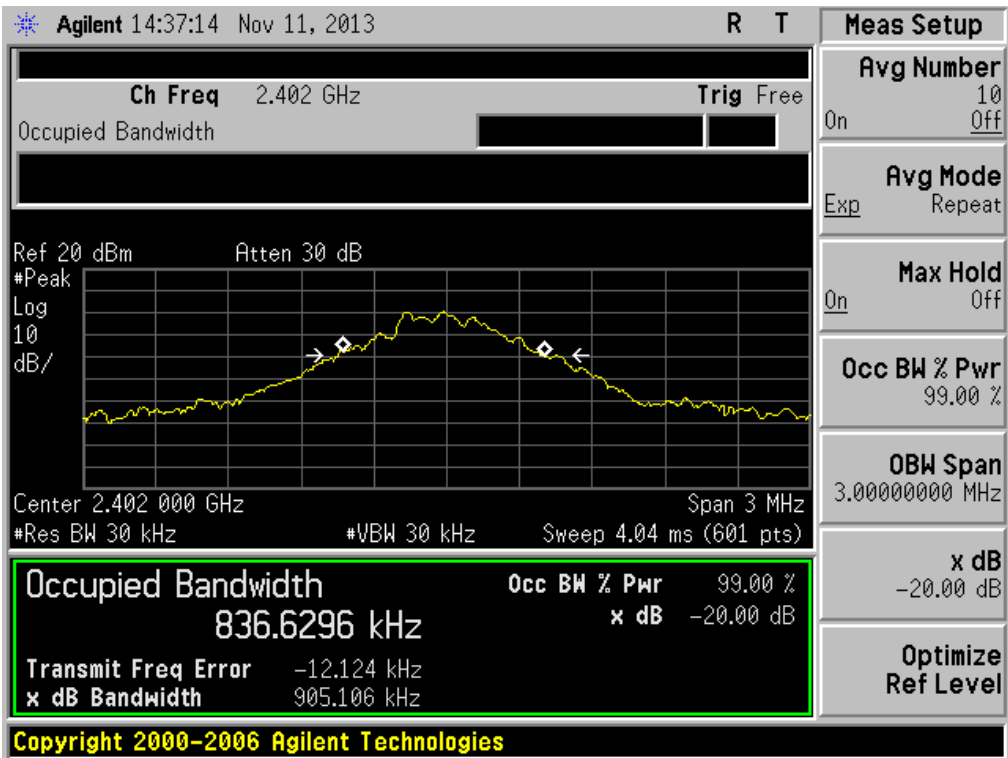 Agilent 14:37:14 Nov 11, 2013 R T
Ch Freq 2.402 GHz Trig Free
Occupied Bandwidth
Ref 20 dBm Atten 30 dB
#Peak
Log
10
dB/
Center 2.402 000 GHz Span 3 MHz
#Res BW 30 kHz #VBW 30 kHz Sweep 4.04 ms (601 pts)
Occupied Bandwidth Occ BW % Pwr 99.00 %
836.6296 kHz x dB -20.00 dB
Transmit Freq Error -12.124 kHz
x dB Bandwidth 905.106 kHz
Copyright 2000-2006 Agilent Technologies
Meas Setup
Avg Number
10
On Off
Avg Mode
Exp Repeat
Max Hold
On Off
Occ BW % Pwr
99.00 %
OBW Span
3.00000000 MHz
x dB
-20.00 dB
Optimize
Ref Level